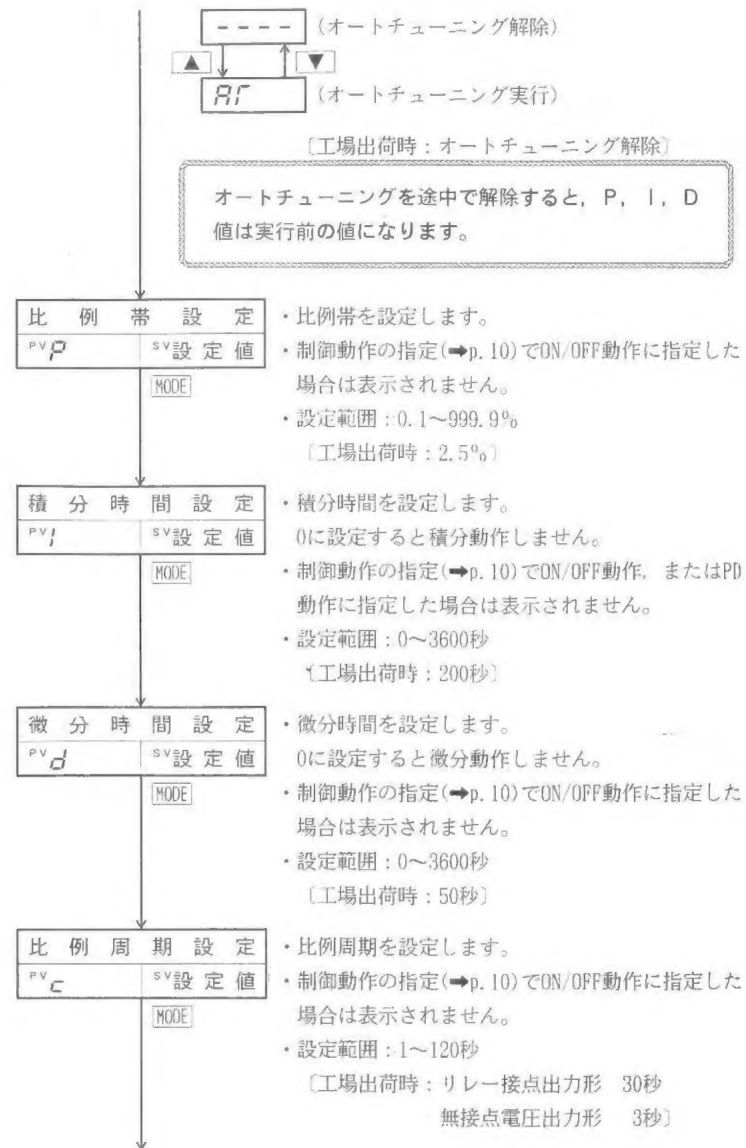 ---- (オートチューニング解除)
▲ ▼
AT (オートチューニング実行)
〔工場出荷時:オートチューニング解除〕
オートチューニングを途中で解除すると, P, I, D
値は実行前の値になります。
比例帯設定
PV P SV設定値
MODE
・比例帯を設定します。
・制御動作の指定(➡p.10)でON/OFF動作に指定した
場合は表示されません。
・設定範囲:0.1〜999.9%
〔工場出荷時:2.5%〕
積分時間設定
PV I SV設定値
MODE
・積分時間を設定します。
0に設定すると積分動作しません。
・制御動作の指定(➡p.10)でON/OFF動作, またはPD
動作に指定した場合は表示されません。
・設定範囲:0〜3600秒
〔工場出荷時:200秒〕
微分時間設定
PV d SV設定値
MODE
・微分時間を設定します。
0に設定すると微分動作しません。
・制御動作の指定(➡p.10)でON/OFF動作に指定した
場合は表示されません。
・設定範囲:0〜3600秒
〔工場出荷時:50秒〕
比例周期設定
PV c SV設定値
MODE
・比例周期を設定します。
・制御動作の指定(➡p.10)でON/OFF動作に指定した
場合は表示されません。
・設定範囲:1〜120秒
〔工場出荷時:リレー接点出力形 30秒
無接点電圧出力形 3秒〕